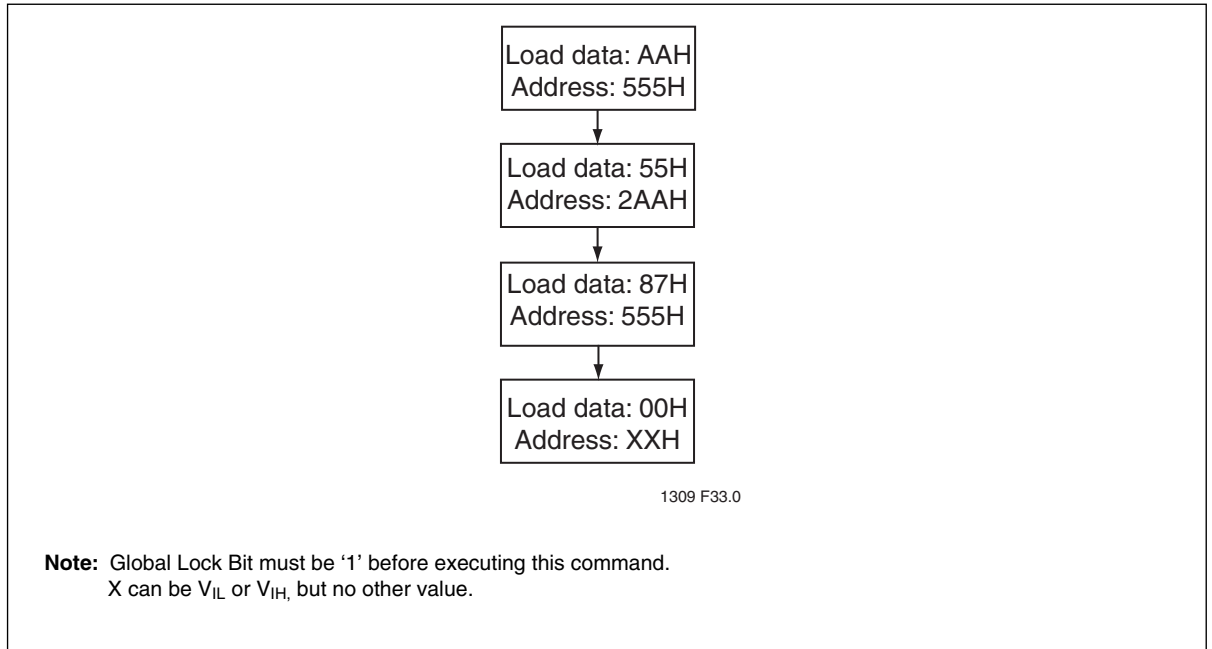 Load data: AAH
Address: 555H
Load data: 55H
Address: 2AAH
Load data: 87H
Address: 555H
Load data: 00H
Address: XXH
1309 F33.0
Note: Global Lock Bit must be ‘1’ before executing this command.
X can be VIL or VIH, but no other value.